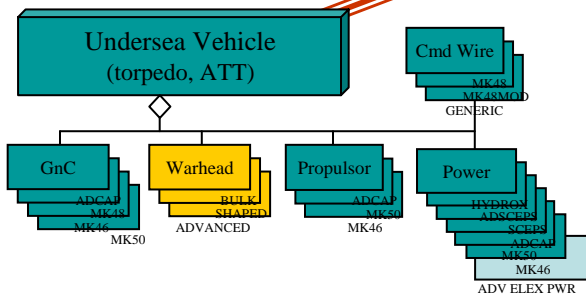 Undersea Vehicle
(torpedo, ATT)
Cmd Wire
MK48
MK48MOD
GENERIC
GnC
ADCAP
MK48
MK46
MK50
Warhead
BULK
SHAPED
ADVANCED
Propulsor
ADCAP
MK50
MK46
Power
HYDROX
ADSCEPS
SCEPS
ADCAP
MK50
MK46
ADV ELEX PWR